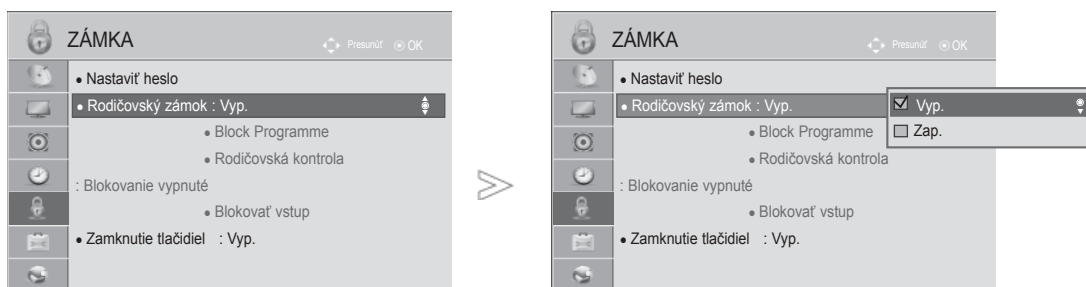 ZÁMKA
Presunúť OK
• Nastaviť heslo
• Rodičovský zámok : Vyp.
• Block Programme
• Rodičovská kontrola
: Blokovanie vypnuté
• Blokovať vstup
• Zamknutie tlačidiel : Vyp.
ZÁMKA
Presunúť OK
• Nastaviť heslo
• Rodičovský zámok : Vyp.
Vyp.
Zap.
• Block Programme
• Rodičovská kontrola
: Blokovanie vypnuté
• Blokovať vstup
• Zamknutie tlačidiel : Vyp.